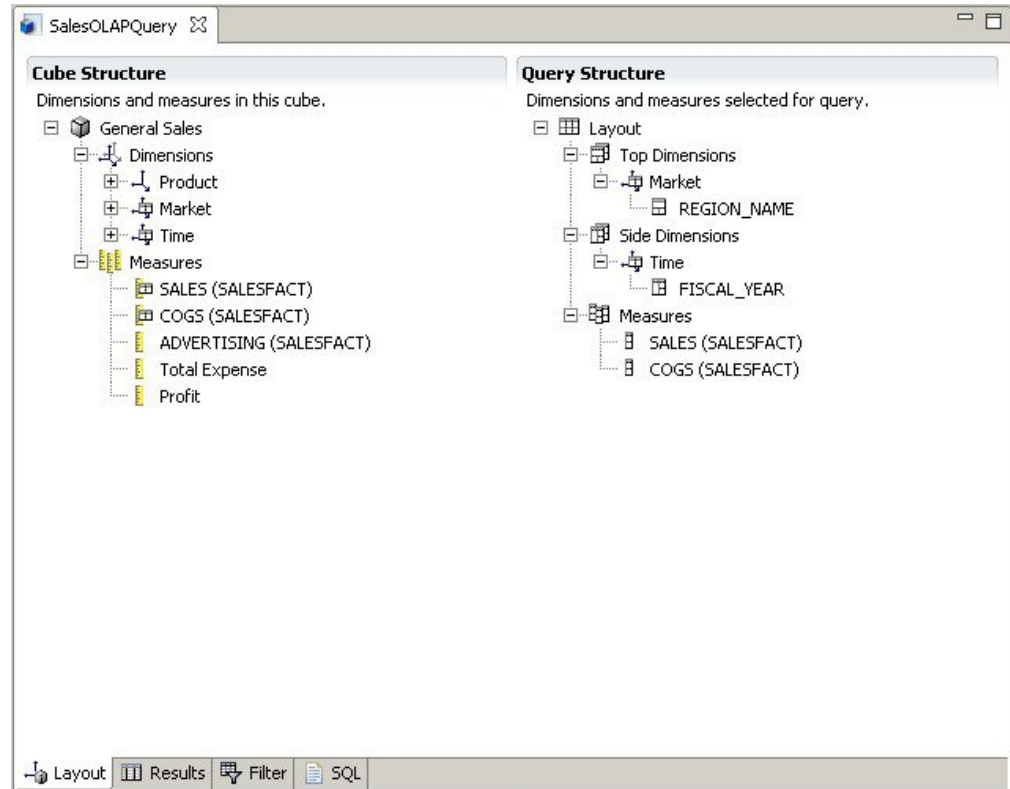 SalesOLAPQuery
Cube Structure
Dimensions and measures in this cube.
General Sales
Dimensions
Product
Market
Time
Measures
SALES (SALESFACT)
COGS (SALESFACT)
ADVERTISING (SALESFACT)
Total Expense
Profit
Query Structure
Dimensions and measures selected for query.
Layout
Top Dimensions
Market
REGION_NAME
Side Dimensions
Time
FISCAL_YEAR
Measures
SALES (SALESFACT)
COGS (SALESFACT)
Layout Results Filter SQL